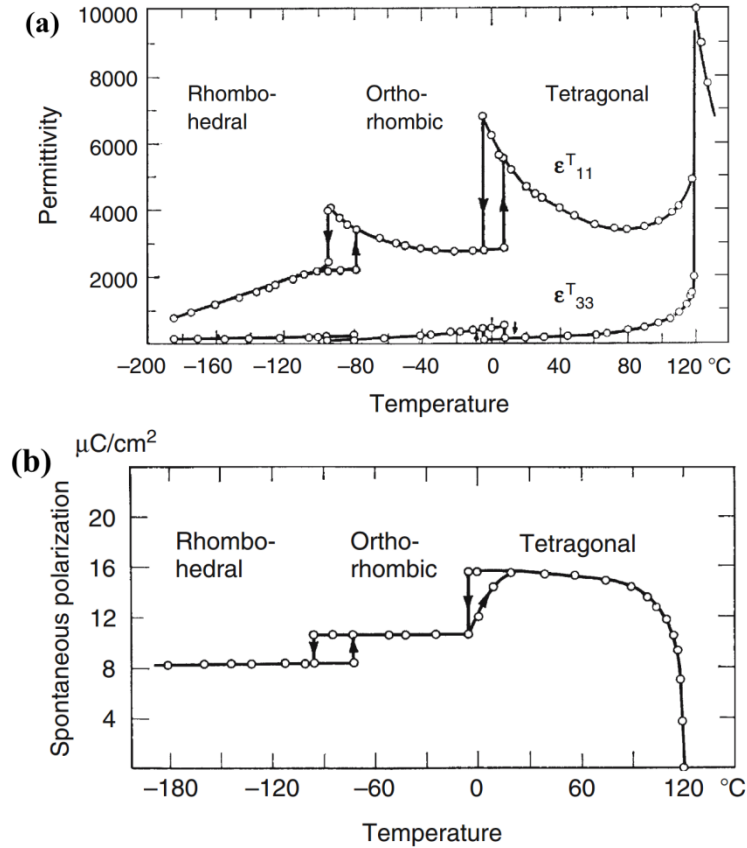 (a)
10000
8000
6000
4000
2000
Permittivity
Rhombo-
hedral
Ortho-
rhombic
Tetragonal
εᵀ₁₁
εᵀ₃₃
−200 −160 −120 −80 −40 0 40 80 120 °C
Temperature
(b)
μC/cm²
20
16
12
8
4
Spontaneous polarization
Rhombo-
hedral
Ortho-
rhombic
Tetragonal
−180 −120 −60 0 60 120 °C
Temperature